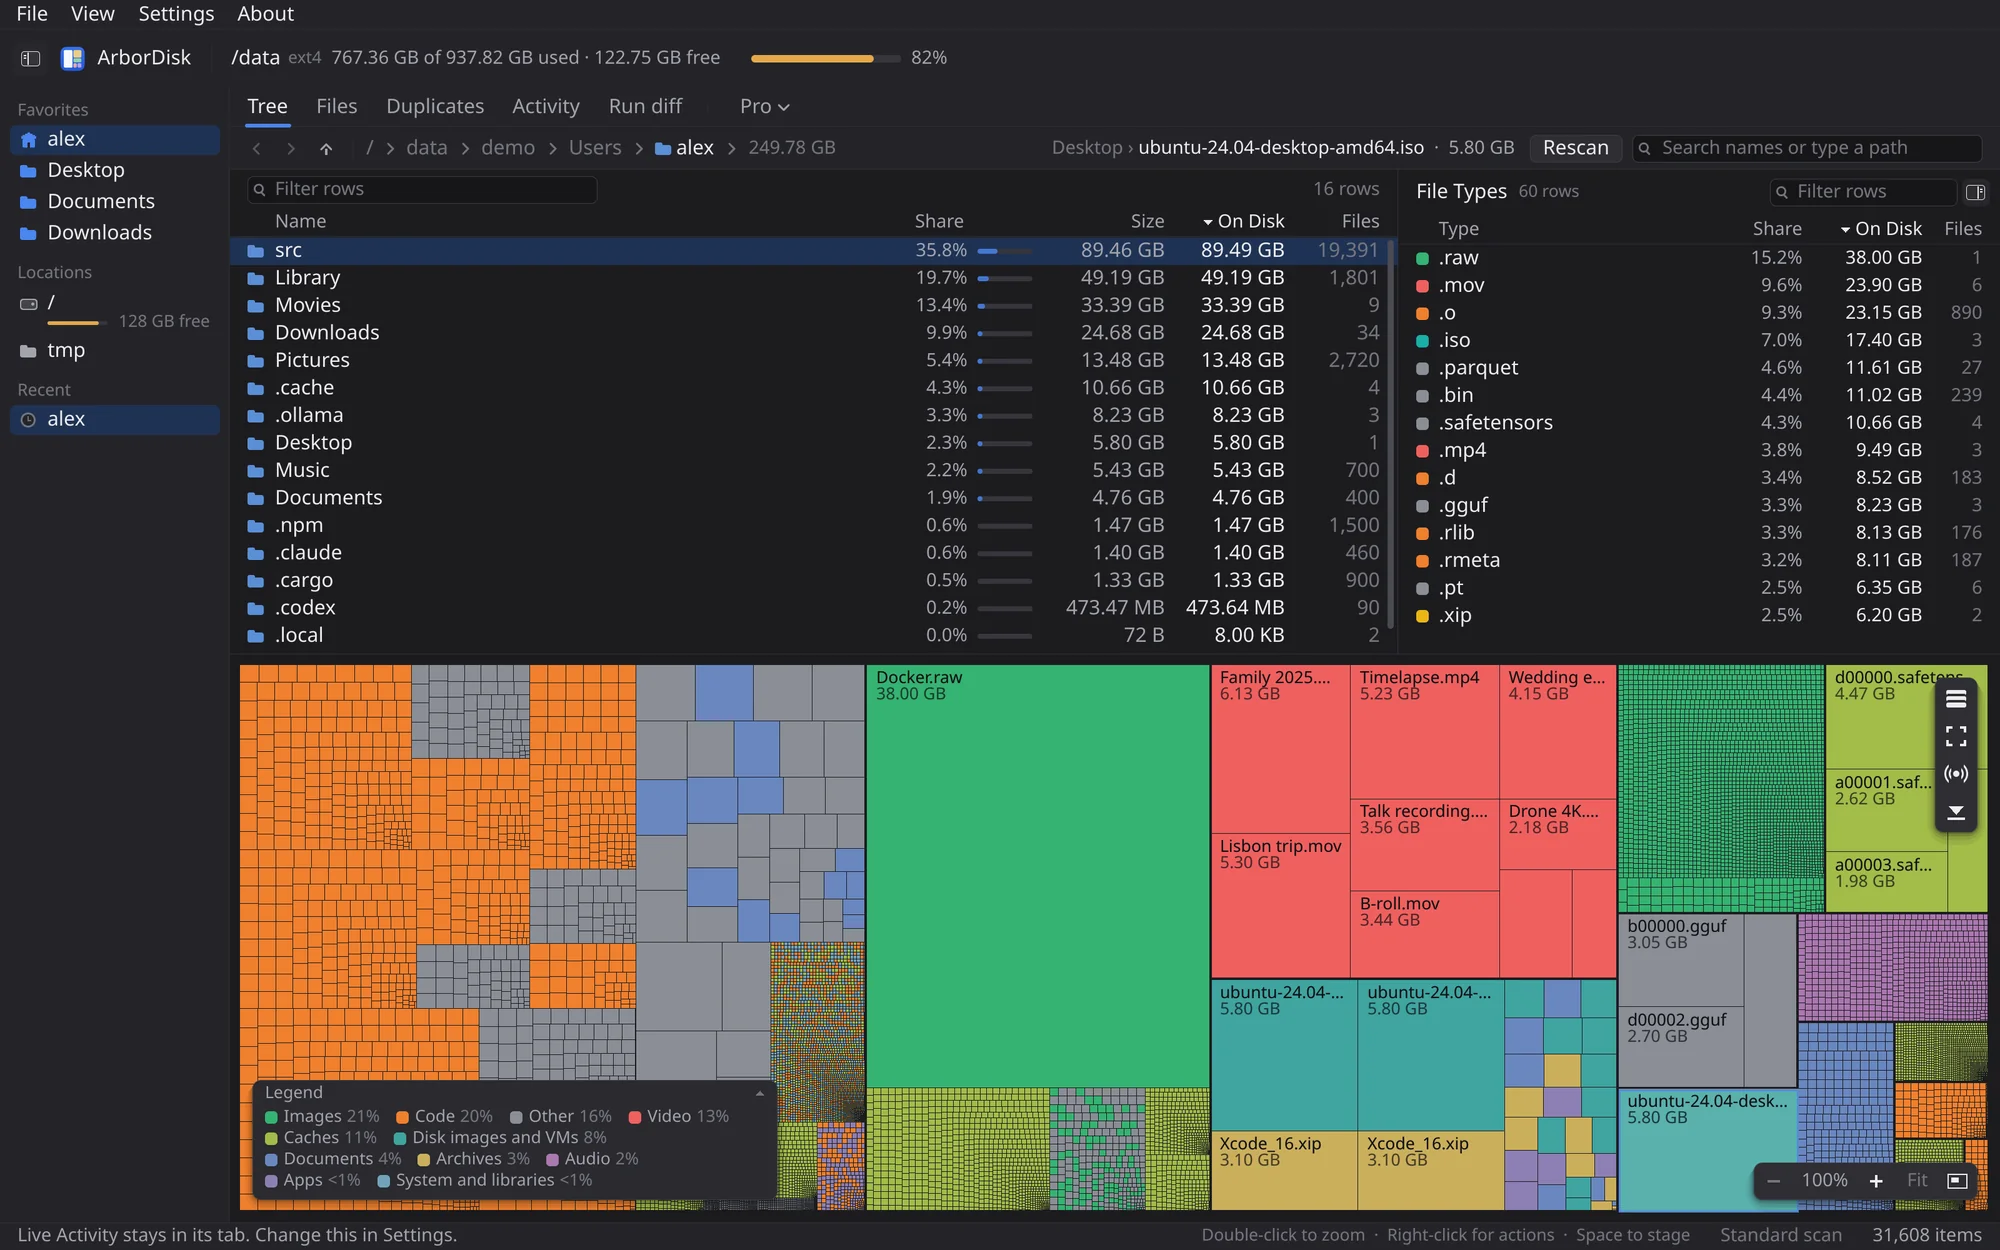 File View Settings About
ArborDisk /data ext4 767.36 GB of 937.82 GB used · 122.75 GB free 82%
Favorites
alex
Desktop
Documents
Downloads
Locations
/
128 GB free
tmp
Recent
alex
Tree Files Duplicates Activity Run diff Pro
/ > data > demo > Users > alex > 249.78 GB
Desktop › ubuntu-24.04-desktop-amd64.iso · 5.80 GB Rescan Search names or type a path
Filter rows 16 rows
Name Share Size On Disk Files
src 35.8% 89.46 GB 89.49 GB 19,391
Library 19.7% 49.19 GB 49.19 GB 1,801
Movies 13.4% 33.39 GB 33.39 GB 9
Downloads 9.9% 24.68 GB 24.68 GB 34
Pictures 5.4% 13.48 GB 13.48 GB 2,720
.cache 4.3% 10.66 GB 10.66 GB 4
.ollama 3.3% 8.23 GB 8.23 GB 3
Desktop 2.3% 5.80 GB 5.80 GB 1
Music 2.2% 5.43 GB 5.43 GB 700
Documents 1.9% 4.76 GB 4.76 GB 400
.npm 0.6% 1.47 GB 1.47 GB 1,500
.claude 0.6% 1.40 GB 1.40 GB 460
.cargo 0.5% 1.33 GB 1.33 GB 900
.codex 0.2% 473.47 MB 473.64 MB 90
.local 0.0% 72 B 8.00 KB 2
File Types 60 rows Filter rows
Type Share On Disk Files
.raw 15.2% 38.00 GB 1
.mov 9.6% 23.90 GB 6
.o 9.3% 23.15 GB 890
.iso 7.0% 17.40 GB 3
.parquet 4.6% 11.61 GB 27
.bin 4.4% 11.02 GB 239
.safetensors 4.3% 10.66 GB 4
.mp4 3.8% 9.49 GB 3
.d 3.4% 8.52 GB 183
.gguf 3.3% 8.23 GB 3
.rlib 3.3% 8.13 GB 176
.rmeta 3.2% 8.11 GB 187
.pt 2.5% 6.35 GB 6
.xip 2.5% 6.20 GB 2
Docker.raw
38.00 GB
Family 2025....
6.13 GB
Timelapse.mp4
5.23 GB
Wedding e...
4.15 GB
Lisbon trip.mov
5.30 GB
Talk recording....
3.56 GB
Drone 4K....
2.18 GB
B-roll.mov
3.44 GB
d00000.safetens
4.47 GB
a00001.saf...
2.62 GB
a00003.saf...
1.98 GB
b00000.gguf
3.05 GB
d00002.gguf
2.70 GB
ubuntu-24.04-...
5.80 GB
ubuntu-24.04-...
5.80 GB
Xcode_16.xip
3.10 GB
Xcode_16.xip
3.10 GB
ubuntu-24.04-desk...
5.80 GB
Legend
Images 21% Code 20% Other 16% Video 13%
Caches 11% Disk images and VMs 8%
Documents 4% Archives 3% Audio 2%
Apps <1% System and libraries <1%
− 100% + Fit
Live Activity stays in its tab. Change this in Settings.
Double-click to zoom · Right-click for actions · Space to stage Standard scan 31,608 items